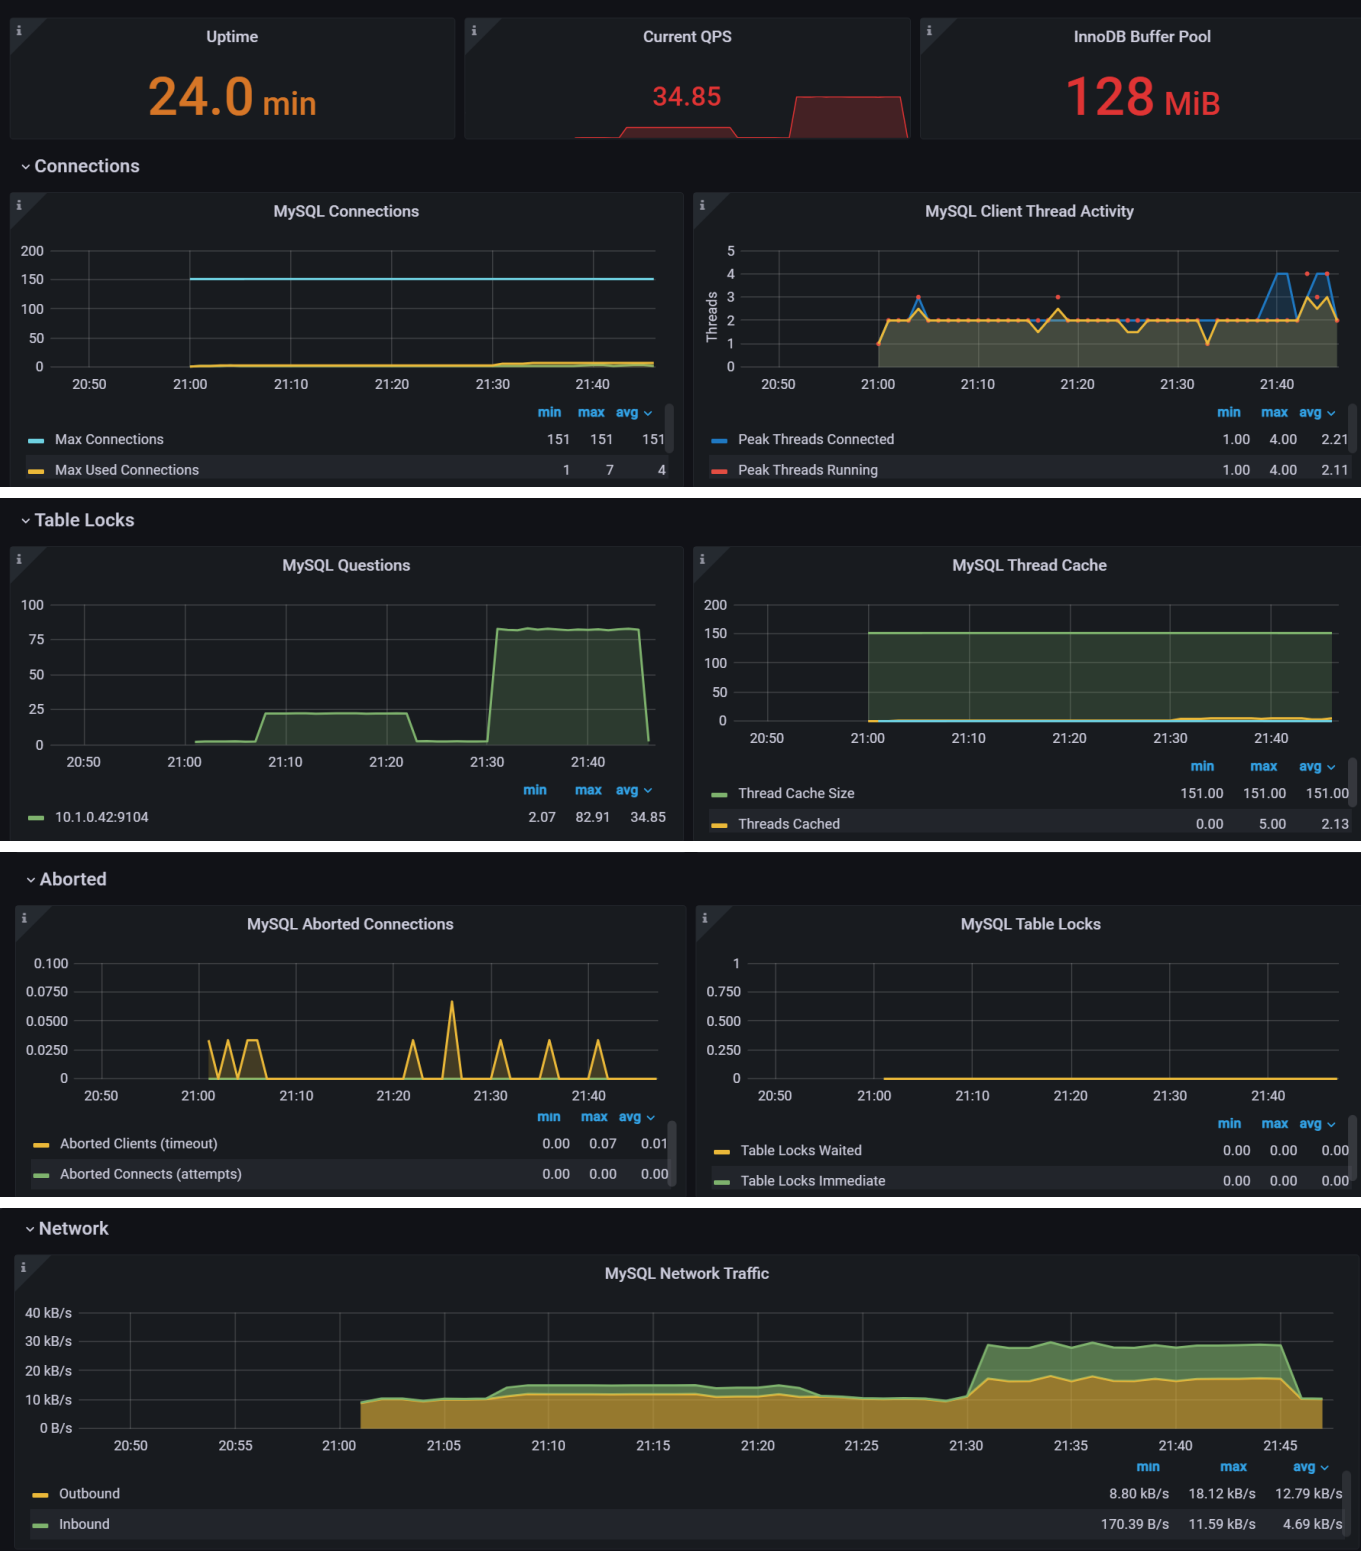 Uptime
24.0 min
Current QPS
34.85
InnoDB Buffer Pool
128 MiB
Connections
MySQL Connections
200
150
100
50
0
20:50 21:00 21:10 21:20 21:30 21:40
min max avg
Max Connections 151 151 151
Max Used Connections 1 7 4
MySQL Client Thread Activity
Threads
5
4
3
2
1
0
20:50 21:00 21:10 21:20 21:30 21:40
min max avg
Peak Threads Connected 1.00 4.00 2.21
Peak Threads Running 1.00 4.00 2.11
Table Locks
MySQL Questions
100
75
50
25
0
20:50 21:00 21:10 21:20 21:30 21:40
min max avg
10.1.0.42:9104 2.07 82.91 34.85
MySQL Thread Cache
200
150
100
50
0
20:50 21:00 21:10 21:20 21:30 21:40
min max avg
Thread Cache Size 151.00 151.00 151.00
Threads Cached 0.00 5.00 2.13
Aborted
MySQL Aborted Connections
0.100
0.0750
0.0500
0.0250
0
20:50 21:00 21:10 21:20 21:30 21:40
min max avg
Aborted Clients (timeout) 0.00 0.07 0.01
Aborted Connects (attempts) 0.00 0.00 0.00
MySQL Table Locks
1
0.750
0.500
0.250
0
20:50 21:00 21:10 21:20 21:30 21:40
min max avg
Table Locks Waited 0.00 0.00 0.00
Table Locks Immediate 0.00 0.00 0.00
Network
MySQL Network Traffic
40 kB/s
30 kB/s
20 kB/s
10 kB/s
0 B/s
20:50 20:55 21:00 21:05 21:10 21:15 21:20 21:25 21:30 21:35 21:40 21:45
min max avg
Outbound 8.80 kB/s 18.12 kB/s 12.79 kB/s
Inbound 170.39 B/s 11.59 kB/s 4.69 kB/s